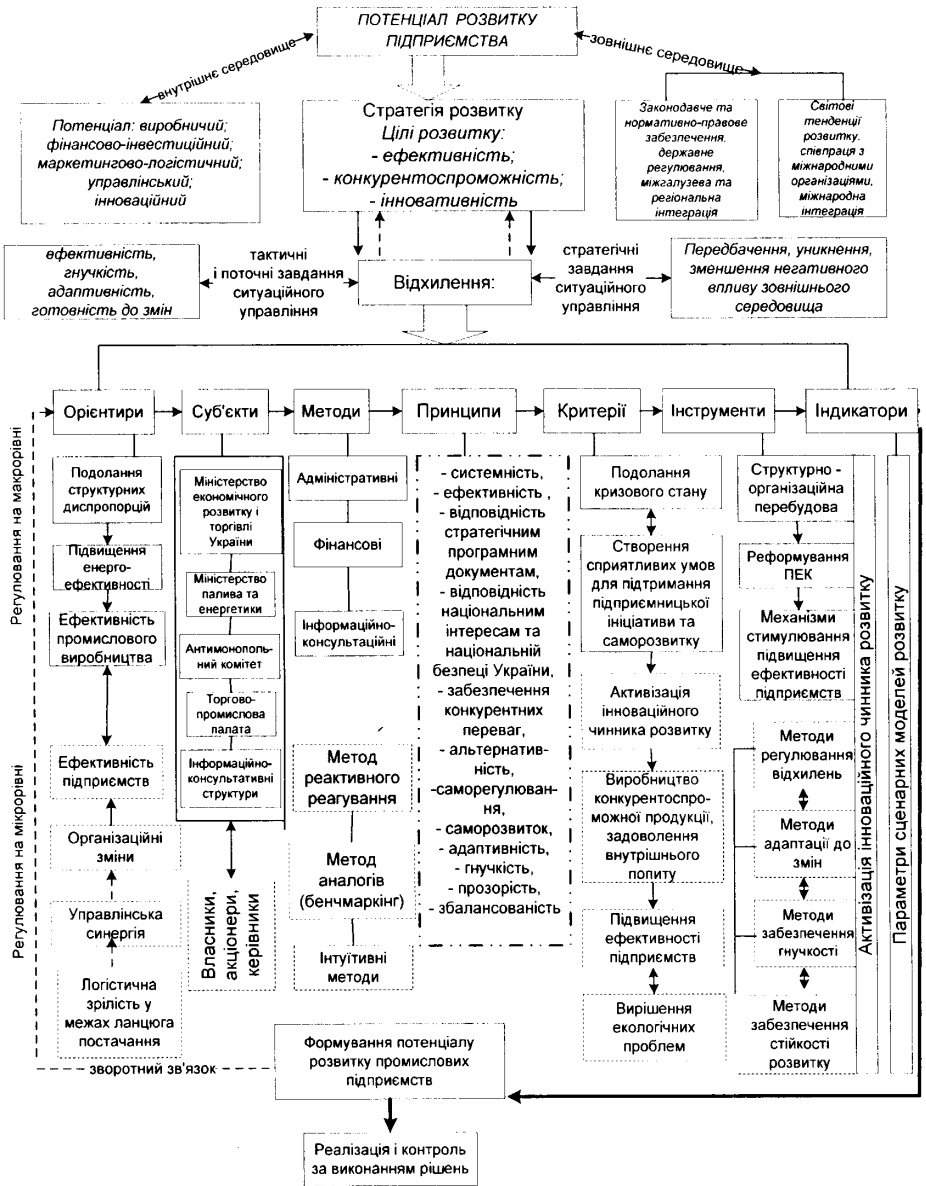 ПОТЕНЦІАЛ РОЗВИТКУ
ПІДПРИЄМСТВА
внутрішнє середовище
зовнішнє середовище
Потенціал: виробничий;
фінансово-інвестиційний;
маркетингово-логістичний;
управлінський;
інноваційний
Стратегія розвитку
Цілі розвитку:
- ефективність;
- конкурентоспроможність;
- інновативність
Законодавче та
нормативно-правове
забезпечення,
державне
регулювання,
міжгалузева та
регіональна
інтеграція
Світові
тенденції
розвитку,
співпраця з
міжнародними
організаціями,
міжнародна
інтеграція
ефективність,
гнучкість,
адаптивність,
готовність до змін
тактичні
і поточні завдання
ситуаційного
управління
Відхилення:
стратегічні
завдання
ситуаційного
управління
Передбачення, уникнення,
зменшення негативного
впливу зовнішнього
середовища
Регулювання на макрорівні
Регулювання на мікрорівні
Орієнтири
Суб'єкти
Методи
Принципи
Критерії
Інструменти
Індикатори
Подолання
структурних
диспропорцій
Підвищення
енерго-
ефективності
Ефективність
промислового
виробництва
Ефективність
підприємств
Організаційні
зміни
Управлінська
синергія
Логістична
зрілість у
межах ланцюга
постачання
Міністерство
економічного
розвитку і
торгівлі
України
Міністерство
палива та
енергетики
Антимонополь-
ний комітет
Торгово-
промислова
палата
Інформаційно-
консультативні
структури
Власники,
акціонери,
керівники
Адміністративні
Фінансові
Інформаційно-
консультаційні
Метод
реактивного
реагування
Метод
аналогів
(бенчмаркінг)
Інтуїтивні
методи
- системність,
- ефективність ,
- відповідність
стратегічним
програмним
документам,
- відповідність
національним
інтересам та
національній
безпеці України,
- забезпечення
конкурентних
переваг,
- альтернатив-
ність,
-саморегулюван-
ня,
- саморозвиток,
- адаптивність,
- гнучкість,
- прозорість,
- збалансованість
Подолання
кризового стану
Створення
сприятливих умов
для підтримання
підприємницької
ініціативи та
саморозвитку
Активізація
інноваційного
чинника розвитку
Виробництво
конкурентоспро-
можної продукції,
задоволення
внутрішнього
попиту
Підвищення
ефективності
підприємств
Вирішення
екологічних
проблем
Структурно -
організаційна
перебудова
Реформування
ПЕК
Механізми
стимулювання
підвищення
ефективності
підприємств
Методи
регулювання
відхилень
Методи
адаптації до
змін
Методи
забезпечення
гнучкості
Методи
забезпечення
стійкості
розвитку
Активізація інноваційного чинника розвитку
Параметри сценарних моделей розвитку
зворотний зв'язок
Формування потенціалу
розвитку промислових
підприємств
Реалізація і контроль
за виконанням рішень